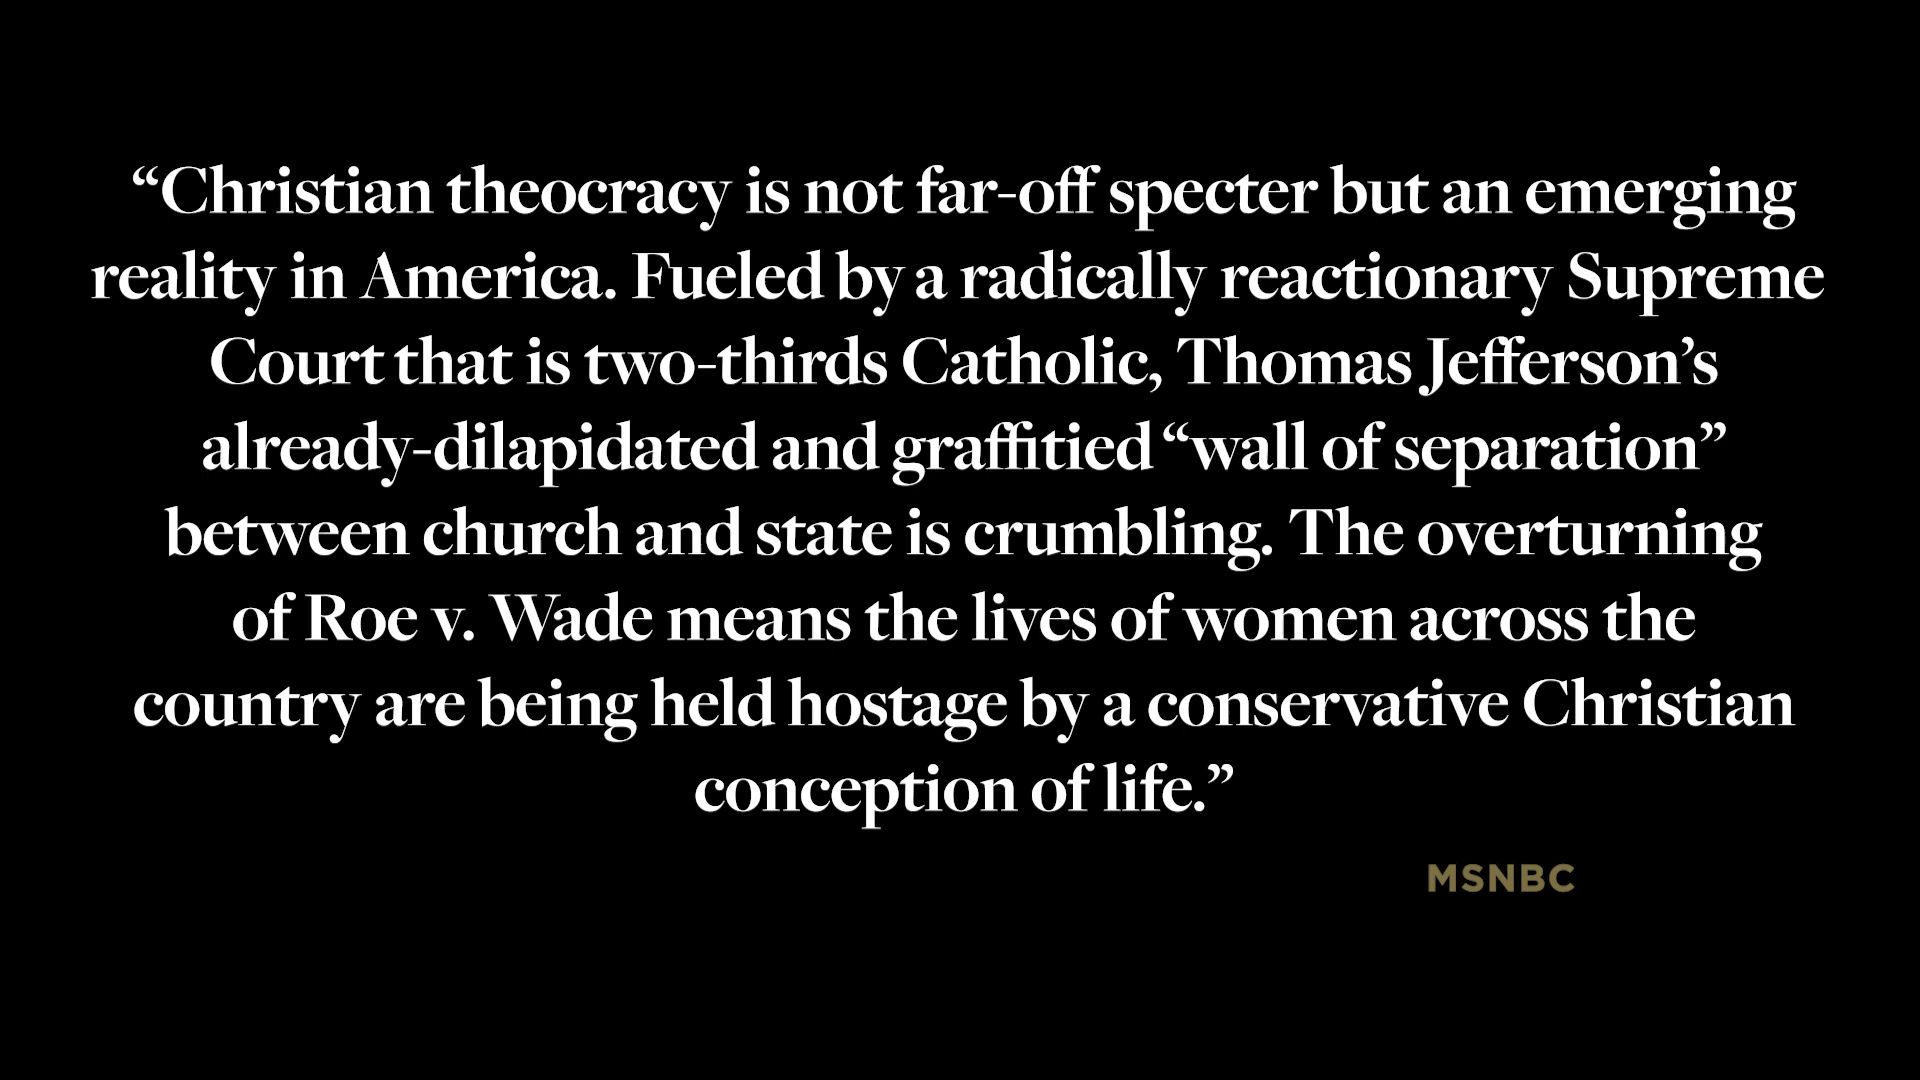 “Christian theocracy is not far-off specter but an emerging
reality in America. Fueled by a radically reactionary Supreme
Court that is two-thirds Catholic, Thomas Jefferson’s
already-dilapidated and graffitied “wall of separation”
between church and state is crumbling. The overturning
of Roe v. Wade means the lives of women across the
country are being held hostage by a conservative Christian
conception of life.”
MSNBC